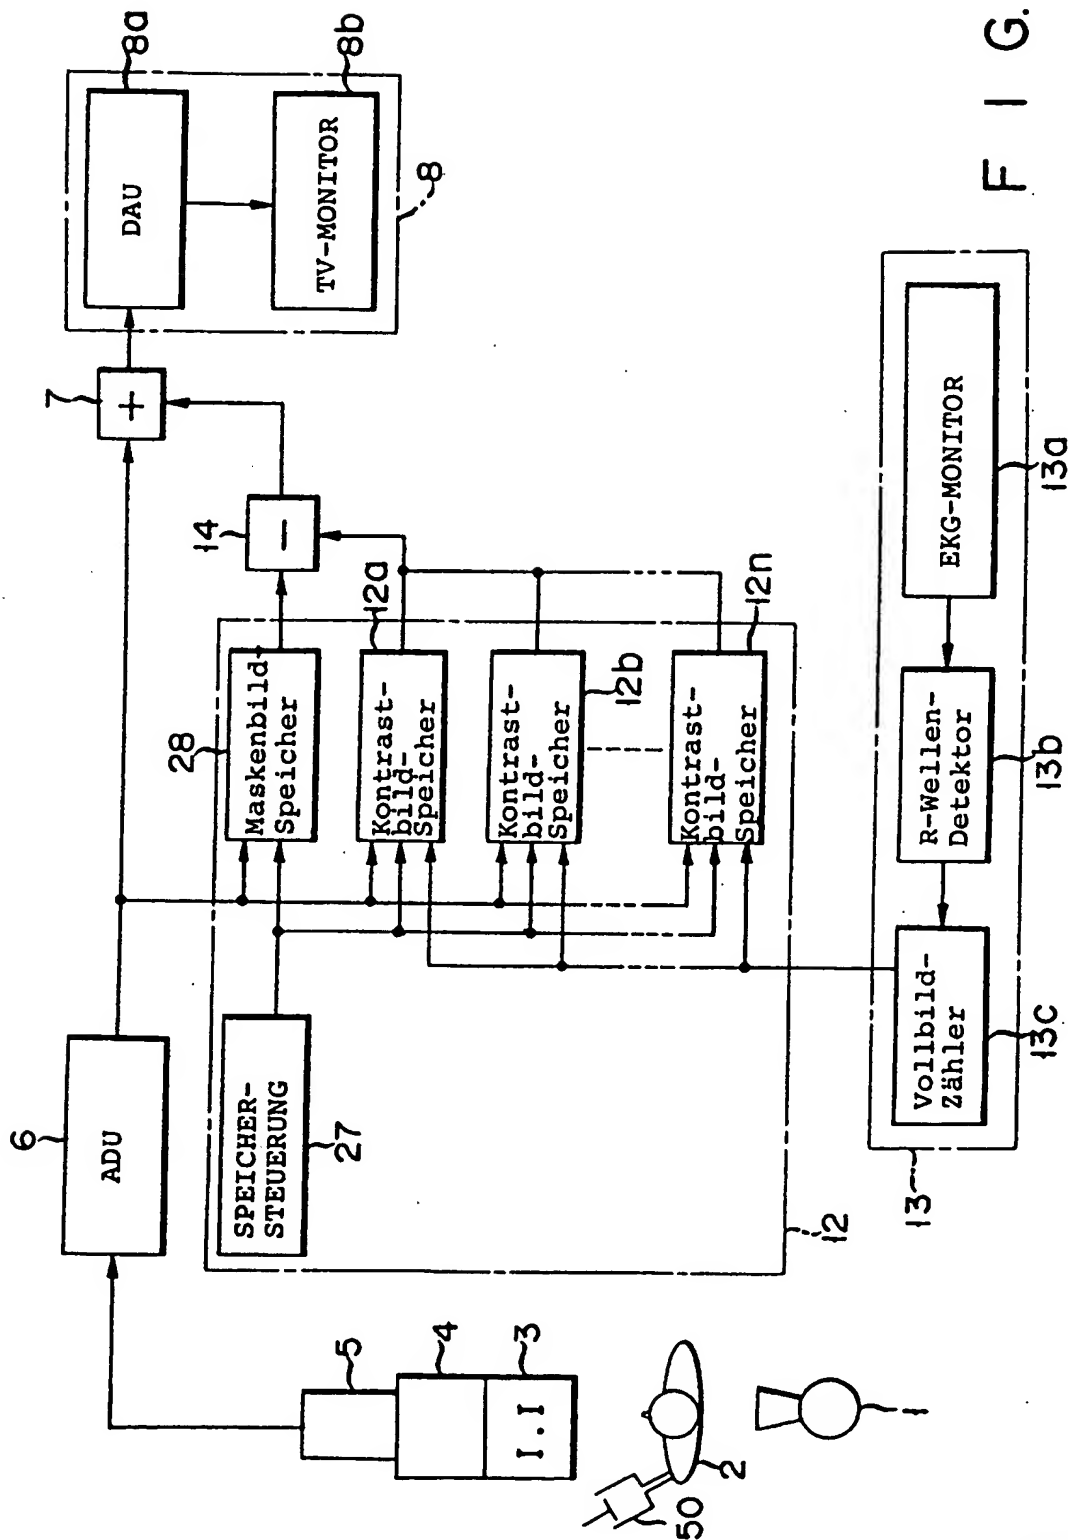 8a
DAU
8b
TV-MONITOR
8
7
+
14
−
6
ADU
28
Maskenbild-
Speicher
12a
Kontrast-
bild-
Speicher
12b
Kontrast-
bild-
Speicher
12n
Kontrast-
bild-
Speicher
SPEICHER-
STEUERUNG
27
12
5
4
3
I.I
2
50
1
EKG-MONITOR
13a
R-Wellen-
Detektor
13b
Vollbild-
Zähler
13c
13
F I G.